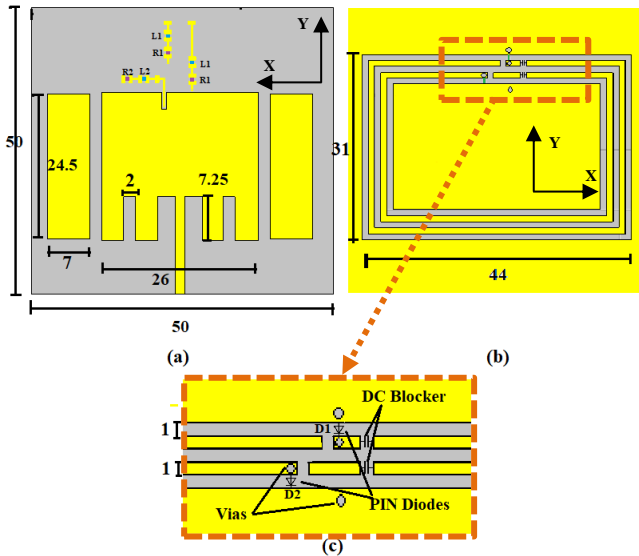 L1
R1
L1
R2 L2
R1
Y
X
50
24.5
2
7.25
7
26
50
(a)
31
Y
X
44
(b)
DC Blocker
1
D1
1
D2
Vias
PIN Diodes
(c)